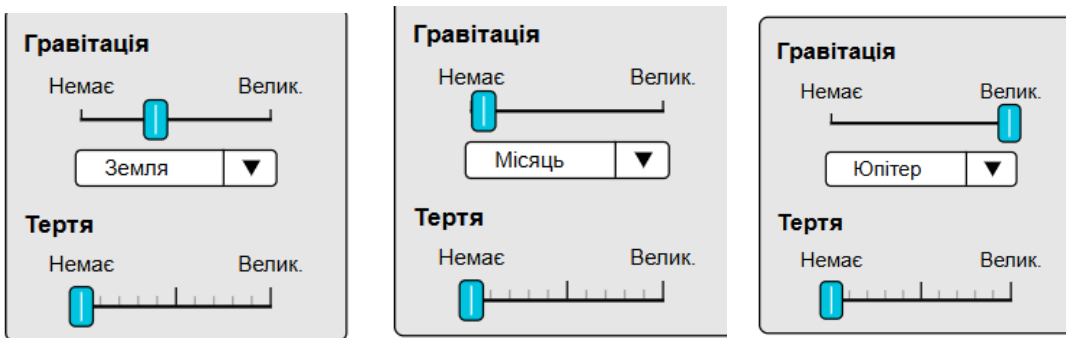 Гравітація
Немає Велик.
Земля
Тертя
Немає Велик.
Гравітація
Немає Велик.
Місяць
Тертя
Немає Велик.
Гравітація
Немає Велик.
Юпітер
Тертя
Немає Велик.